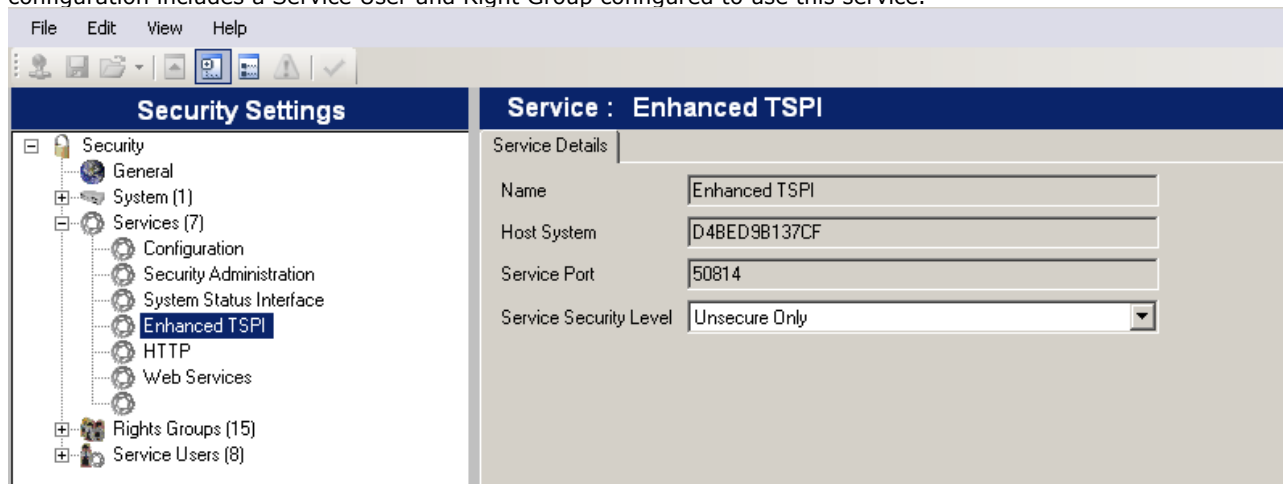 configuration includes a Service User and Right Group configured to use this service.
File Edit View Help
Security Settings
Service : Enhanced TSPI
Security
General
System (1)
Services (7)
Configuration
Security Administration
System Status Interface
Enhanced TSPI
HTTP
Web Services
Rights Groups (15)
Service Users (8)
Service Details
Name Enhanced TSPI
Host System D4BED9B137CF
Service Port 50814
Service Security Level Unsecure Only